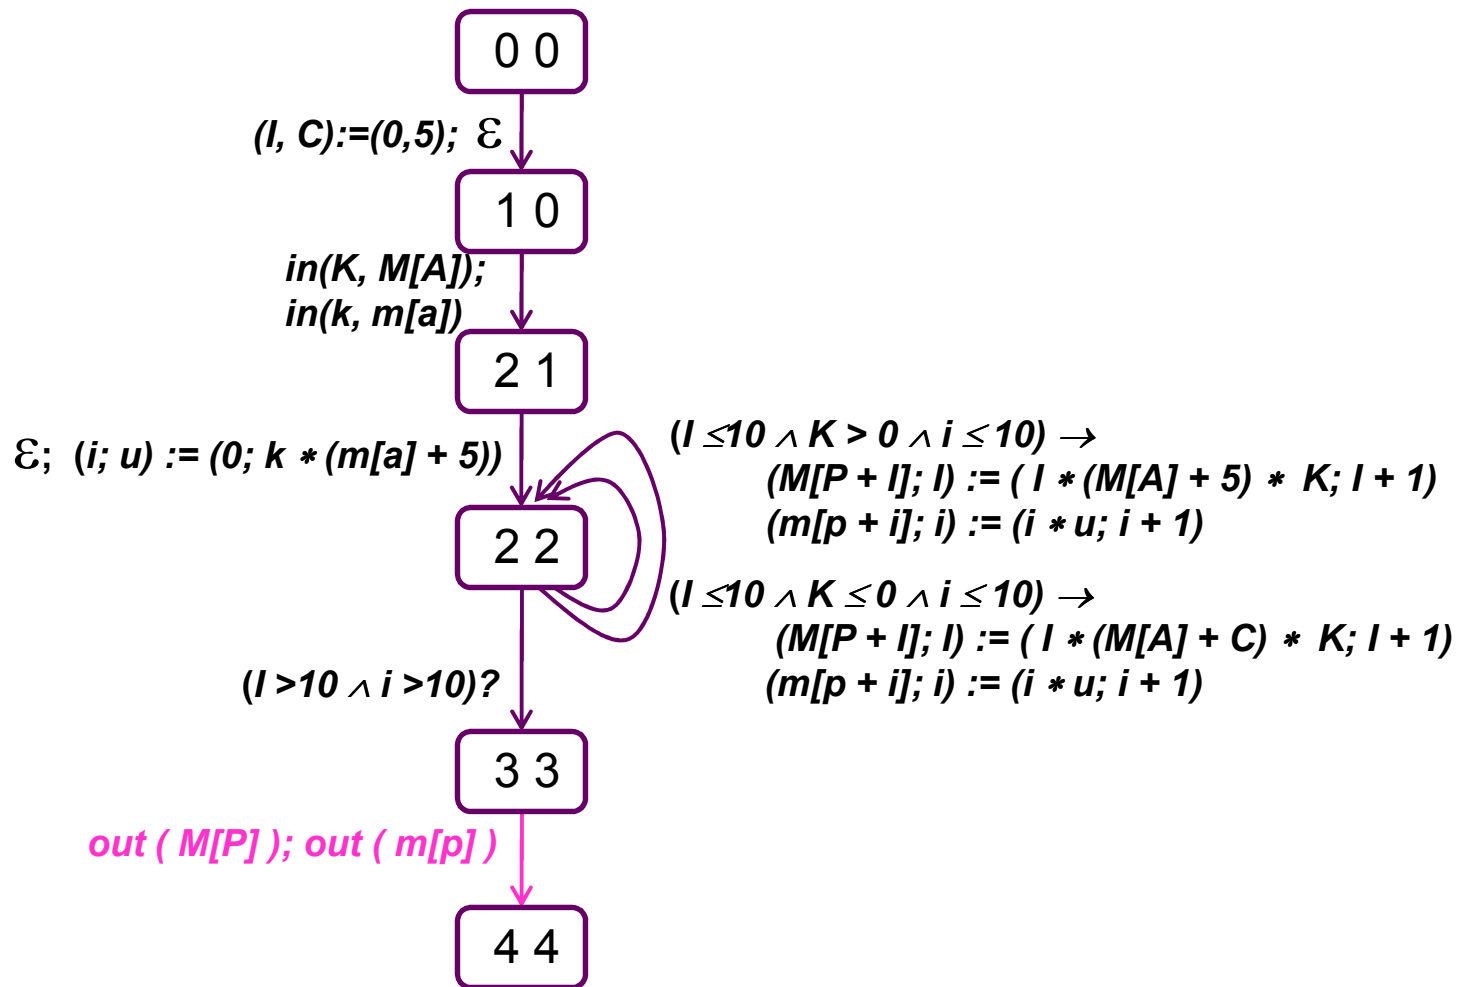 0 0
(I, C):=(0,5); ε
1 0
in(K, M[A]);
in(k, m[a])
2 1
ε; (i; u) := (0; k ∗ (m[a] + 5))
(I ≤10 ∧ K > 0 ∧ i ≤ 10) →
(M[P + I]; I) := ( I ∗ (M[A] + 5) ∗ K; I + 1)
(m[p + i]; i) := (i ∗ u; i + 1)
2 2
(I ≤10 ∧ K ≤ 0 ∧ i ≤ 10) →
(M[P + I]; I) := ( I ∗ (M[A] + C) ∗ K; I + 1)
(m[p + i]; i) := (i ∗ u; i + 1)
(I >10 ∧ i >10)?
3 3
out ( M[P] ); out ( m[p] )
4 4